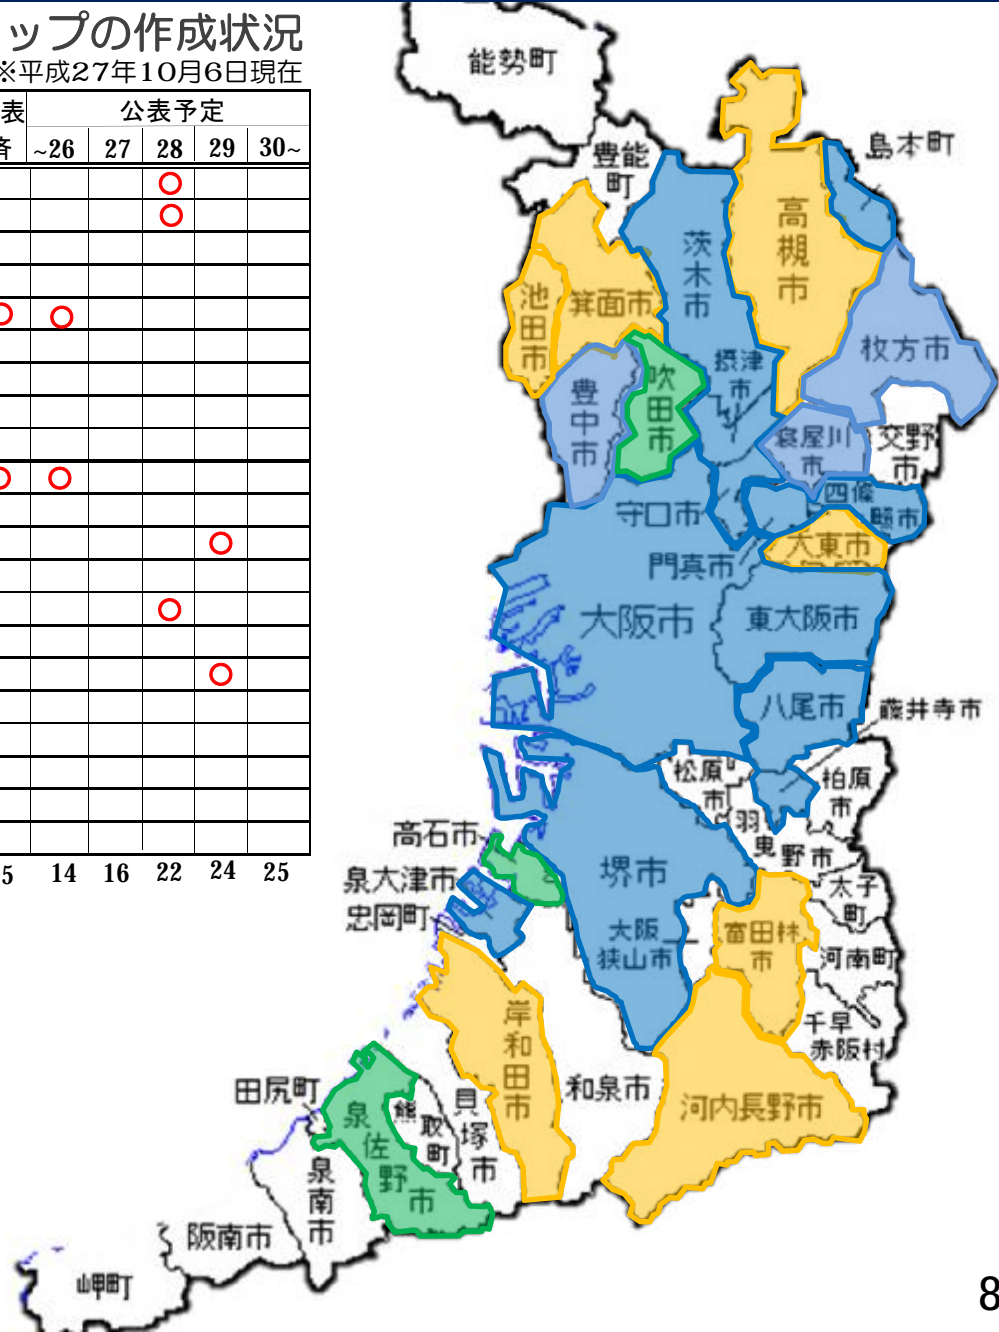 ップの作成状況
※平成27年10月6日現在
表 公表予定
済 ~26 27 28 29 30~
5 14 16 22 24 25
能勢町
豊能町
島本町
高槻市
茨木市
池田市
箕面市
枚方市
摂津市
吹田市
豊中市
寝屋川市
交野市
四條畷市
守口市
大東市
門真市
大阪市
東大阪市
八尾市
藤井寺市
松原市
柏原市
羽曳野市
高石市
堺市
泉大津市
太子町
忠岡町
大阪狭山市
富田林市
河南町
岸和田市
千早赤阪村
和泉市
河内長野市
田尻町
泉佐野市
熊取町
貝塚市
泉南市
阪南市
岬町
8